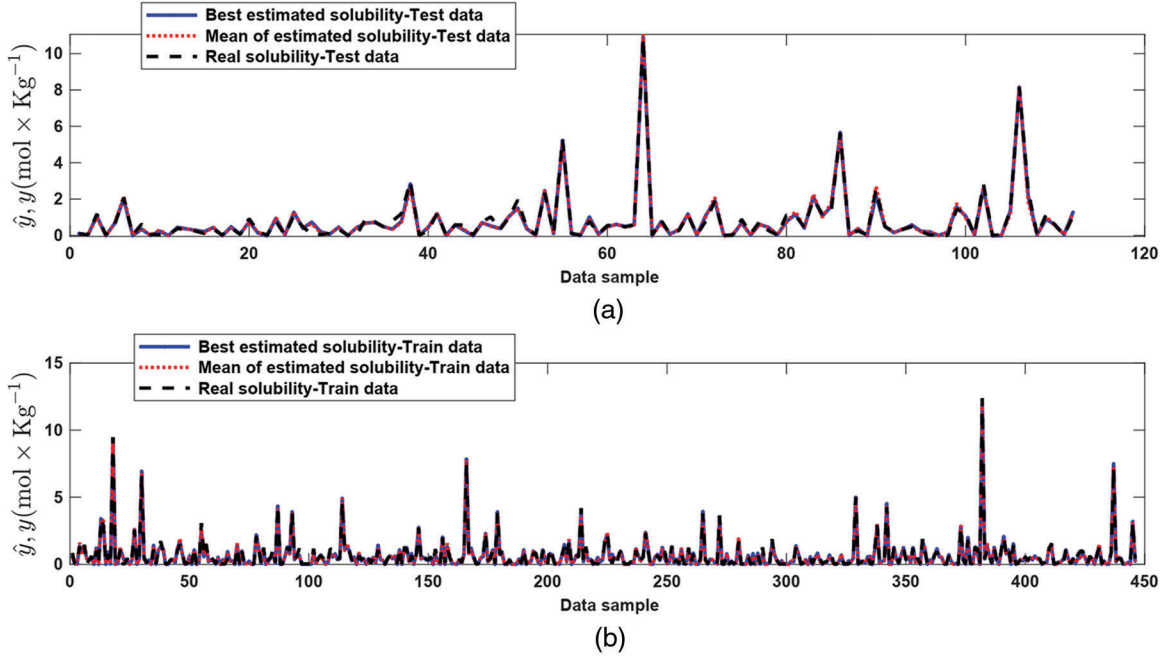 Best estimated solubility-Test data
Mean of estimated solubility-Test data
Real solubility-Test data
10
8
6
4
2
0
ŷ, y(mol × Kg⁻¹)
0 20 40 60 80 100 120
Data sample
(a)
Best estimated solubility-Train data
Mean of estimated solubility-Train data
Real solubility-Train data
15
10
5
0
ŷ, y(mol × Kg⁻¹)
0 50 100 150 200 250 300 350 400 450
Data sample
(b)